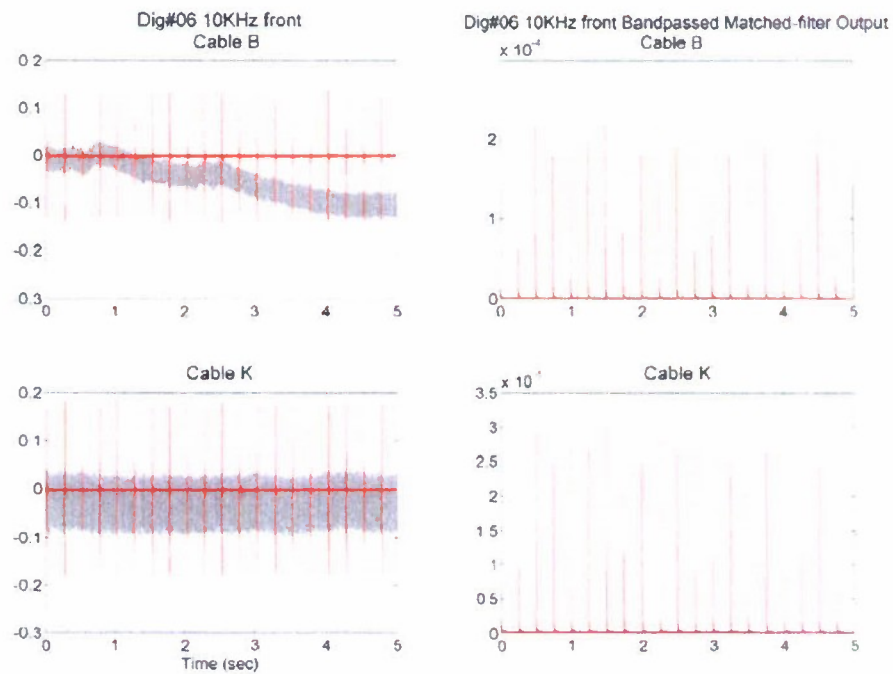 Dig#06 10KHz front
Cable B
0.2
0.1
0
-0.1
-0.2
0.3
0 1 2 3 4 5
Dig#06 10KHz front Bandpassed Matched-filter Output
Cable B
x 10⁻⁴
2
1
0
0 1 2 3 4 5
Cable K
0.2
0.1
0
-0.1
-0.2
-0.3
0 1 2 3 4 5
Time (sec)
Cable K
x 10
3.5
3
2.5
2
1.5
1
0.5
0
0 1 2 3 4 5